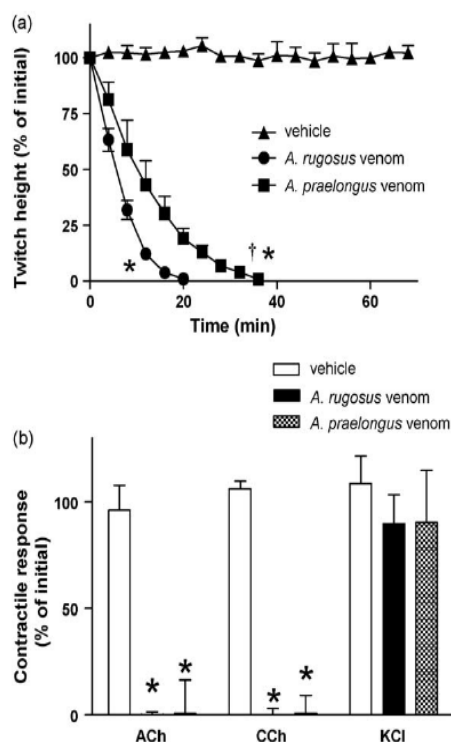 (a)
Twitch height (% of initial)
100
75
50
25
0
vehicle
A. rugosus venom
A. praelongus venom
*
† *
0 20 40 60
Time (min)
vehicle
A. rugosus venom
A. praelongus venom
(b)
Contractile response
(% of initial)
100
50
0
* *
* *
ACh CCh KCl